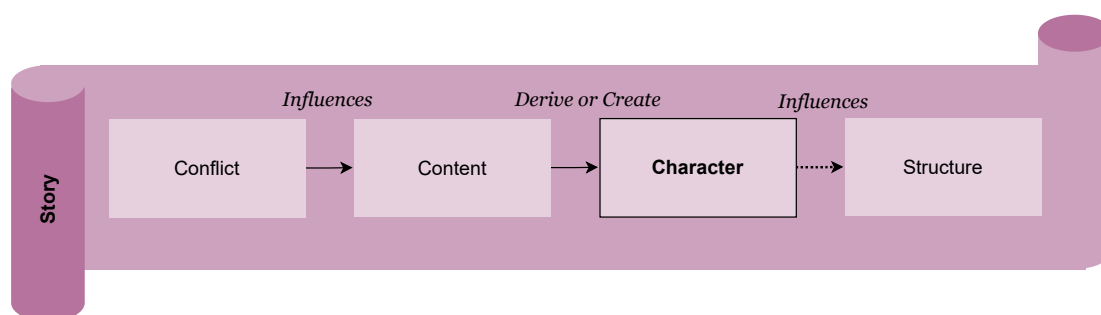 Story
Influences
Derive or Create
Influences
Conflict
Content
Character
Structure